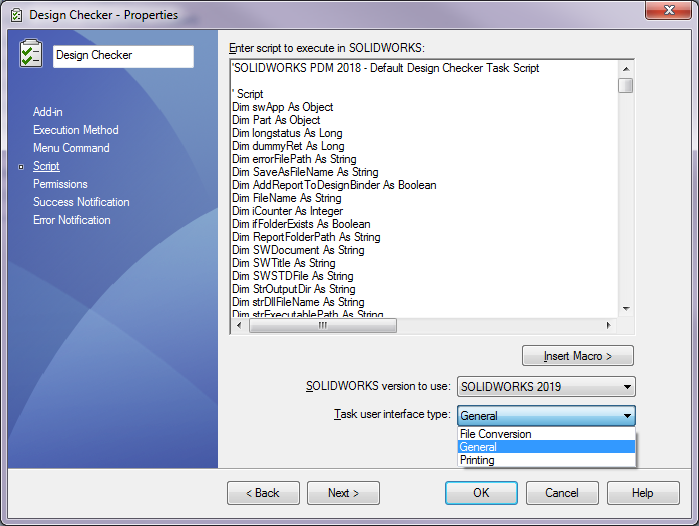 Design Checker - Properties
Design Checker
Add-in
Execution Method
Menu Command
Script
Permissions
Success Notification
Error Notification
Enter script to execute in SOLIDWORKS:
'SOLIDWORKS PDM 2018 - Default Design Checker Task Script
' Script
Dim swApp As Object
Dim Part As Object
Dim longstatus As Long
Dim dummyRet As Long
Dim errorFilePath As String
Dim SaveAsFileName As String
Dim AddReportToDesignBinder As Boolean
Dim FileName As String
Dim iCounter As Integer
Dim ifFolderExists As Boolean
Dim ReportFolderPath As String
Dim SWDocument As String
Dim SWTitle As String
Dim SWSTDFile As String
Dim StrOutputDir As String
Dim strDllFileName As String
Dim strExecutablePath As String
Insert Macro >
SOLIDWORKS version to use: SOLIDWORKS 2019
Task user interface type: General
File Conversion
General
Printing
< Back Next > OK Cancel Help